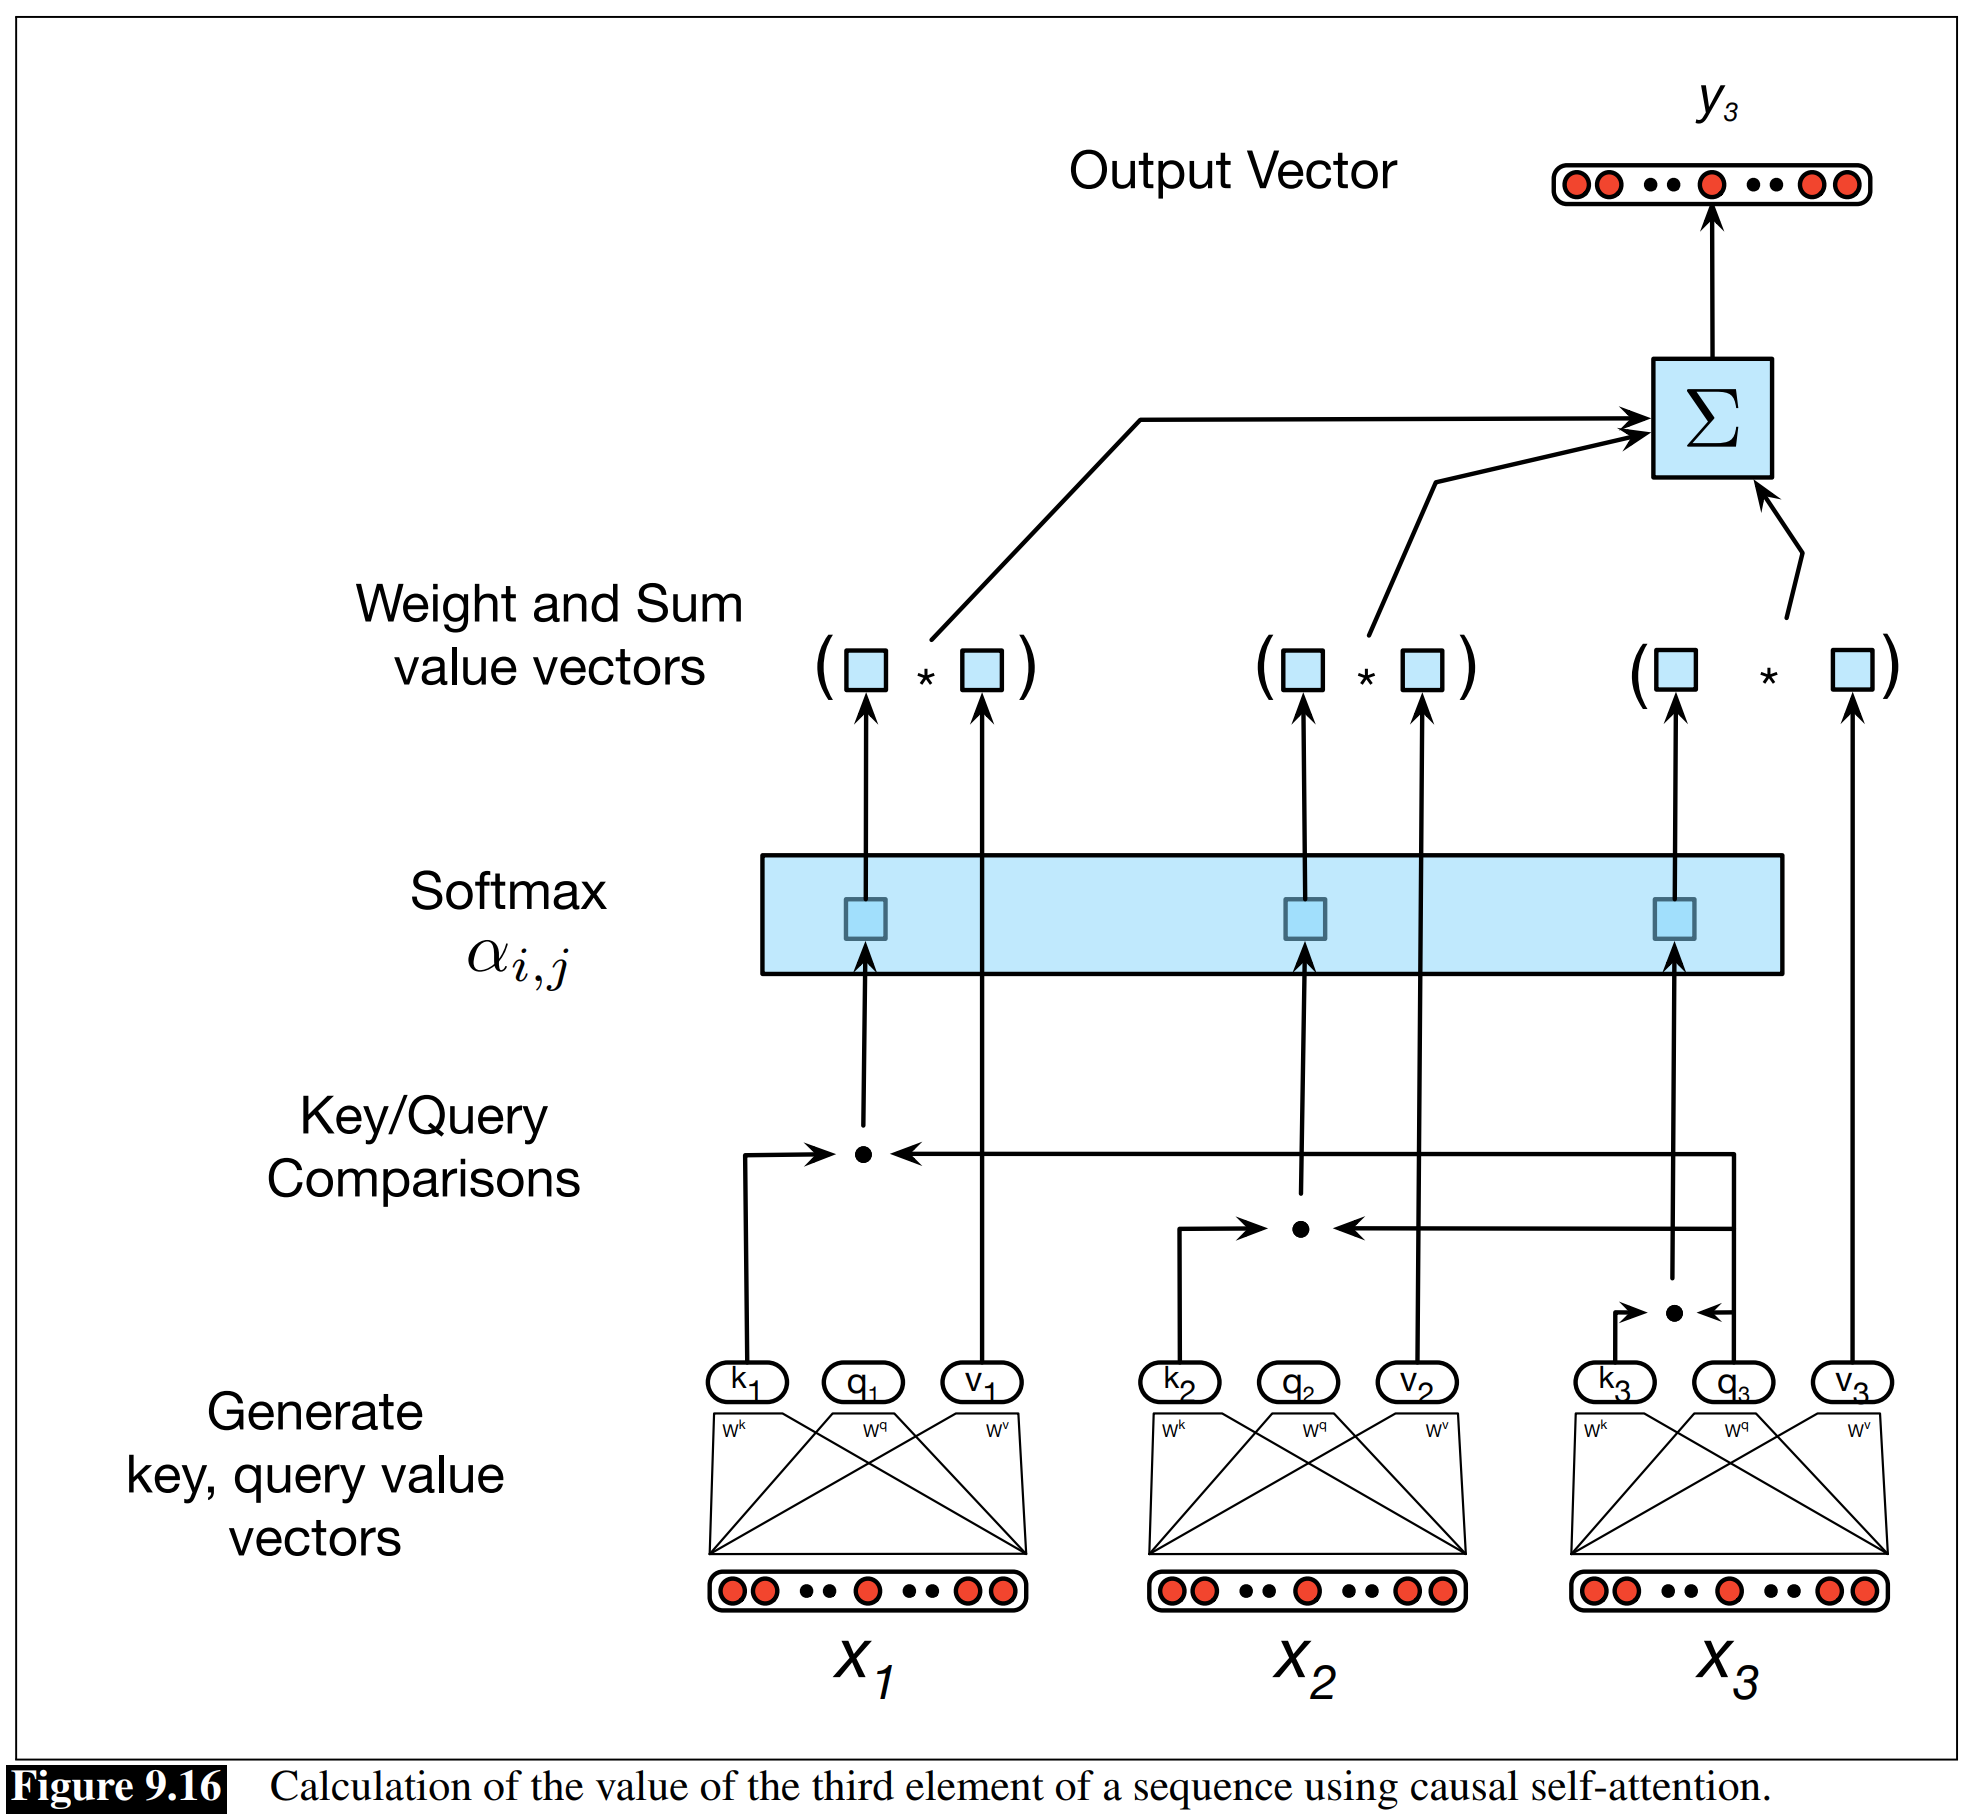 y3
Output Vector
Σ
Weight and Sum
value vectors
( * ) ( * ) ( * )
Softmax
αi,j
Key/Query
Comparisons
k1 q1 v1 k2 q2 v2 k3 q3 v3
Wk Wq Wv Wk Wq Wv Wk Wq Wv
Generate
key, query value
vectors
x1 x2 x3
Figure 9.16 Calculation of the value of the third element of a sequence using causal self-attention.